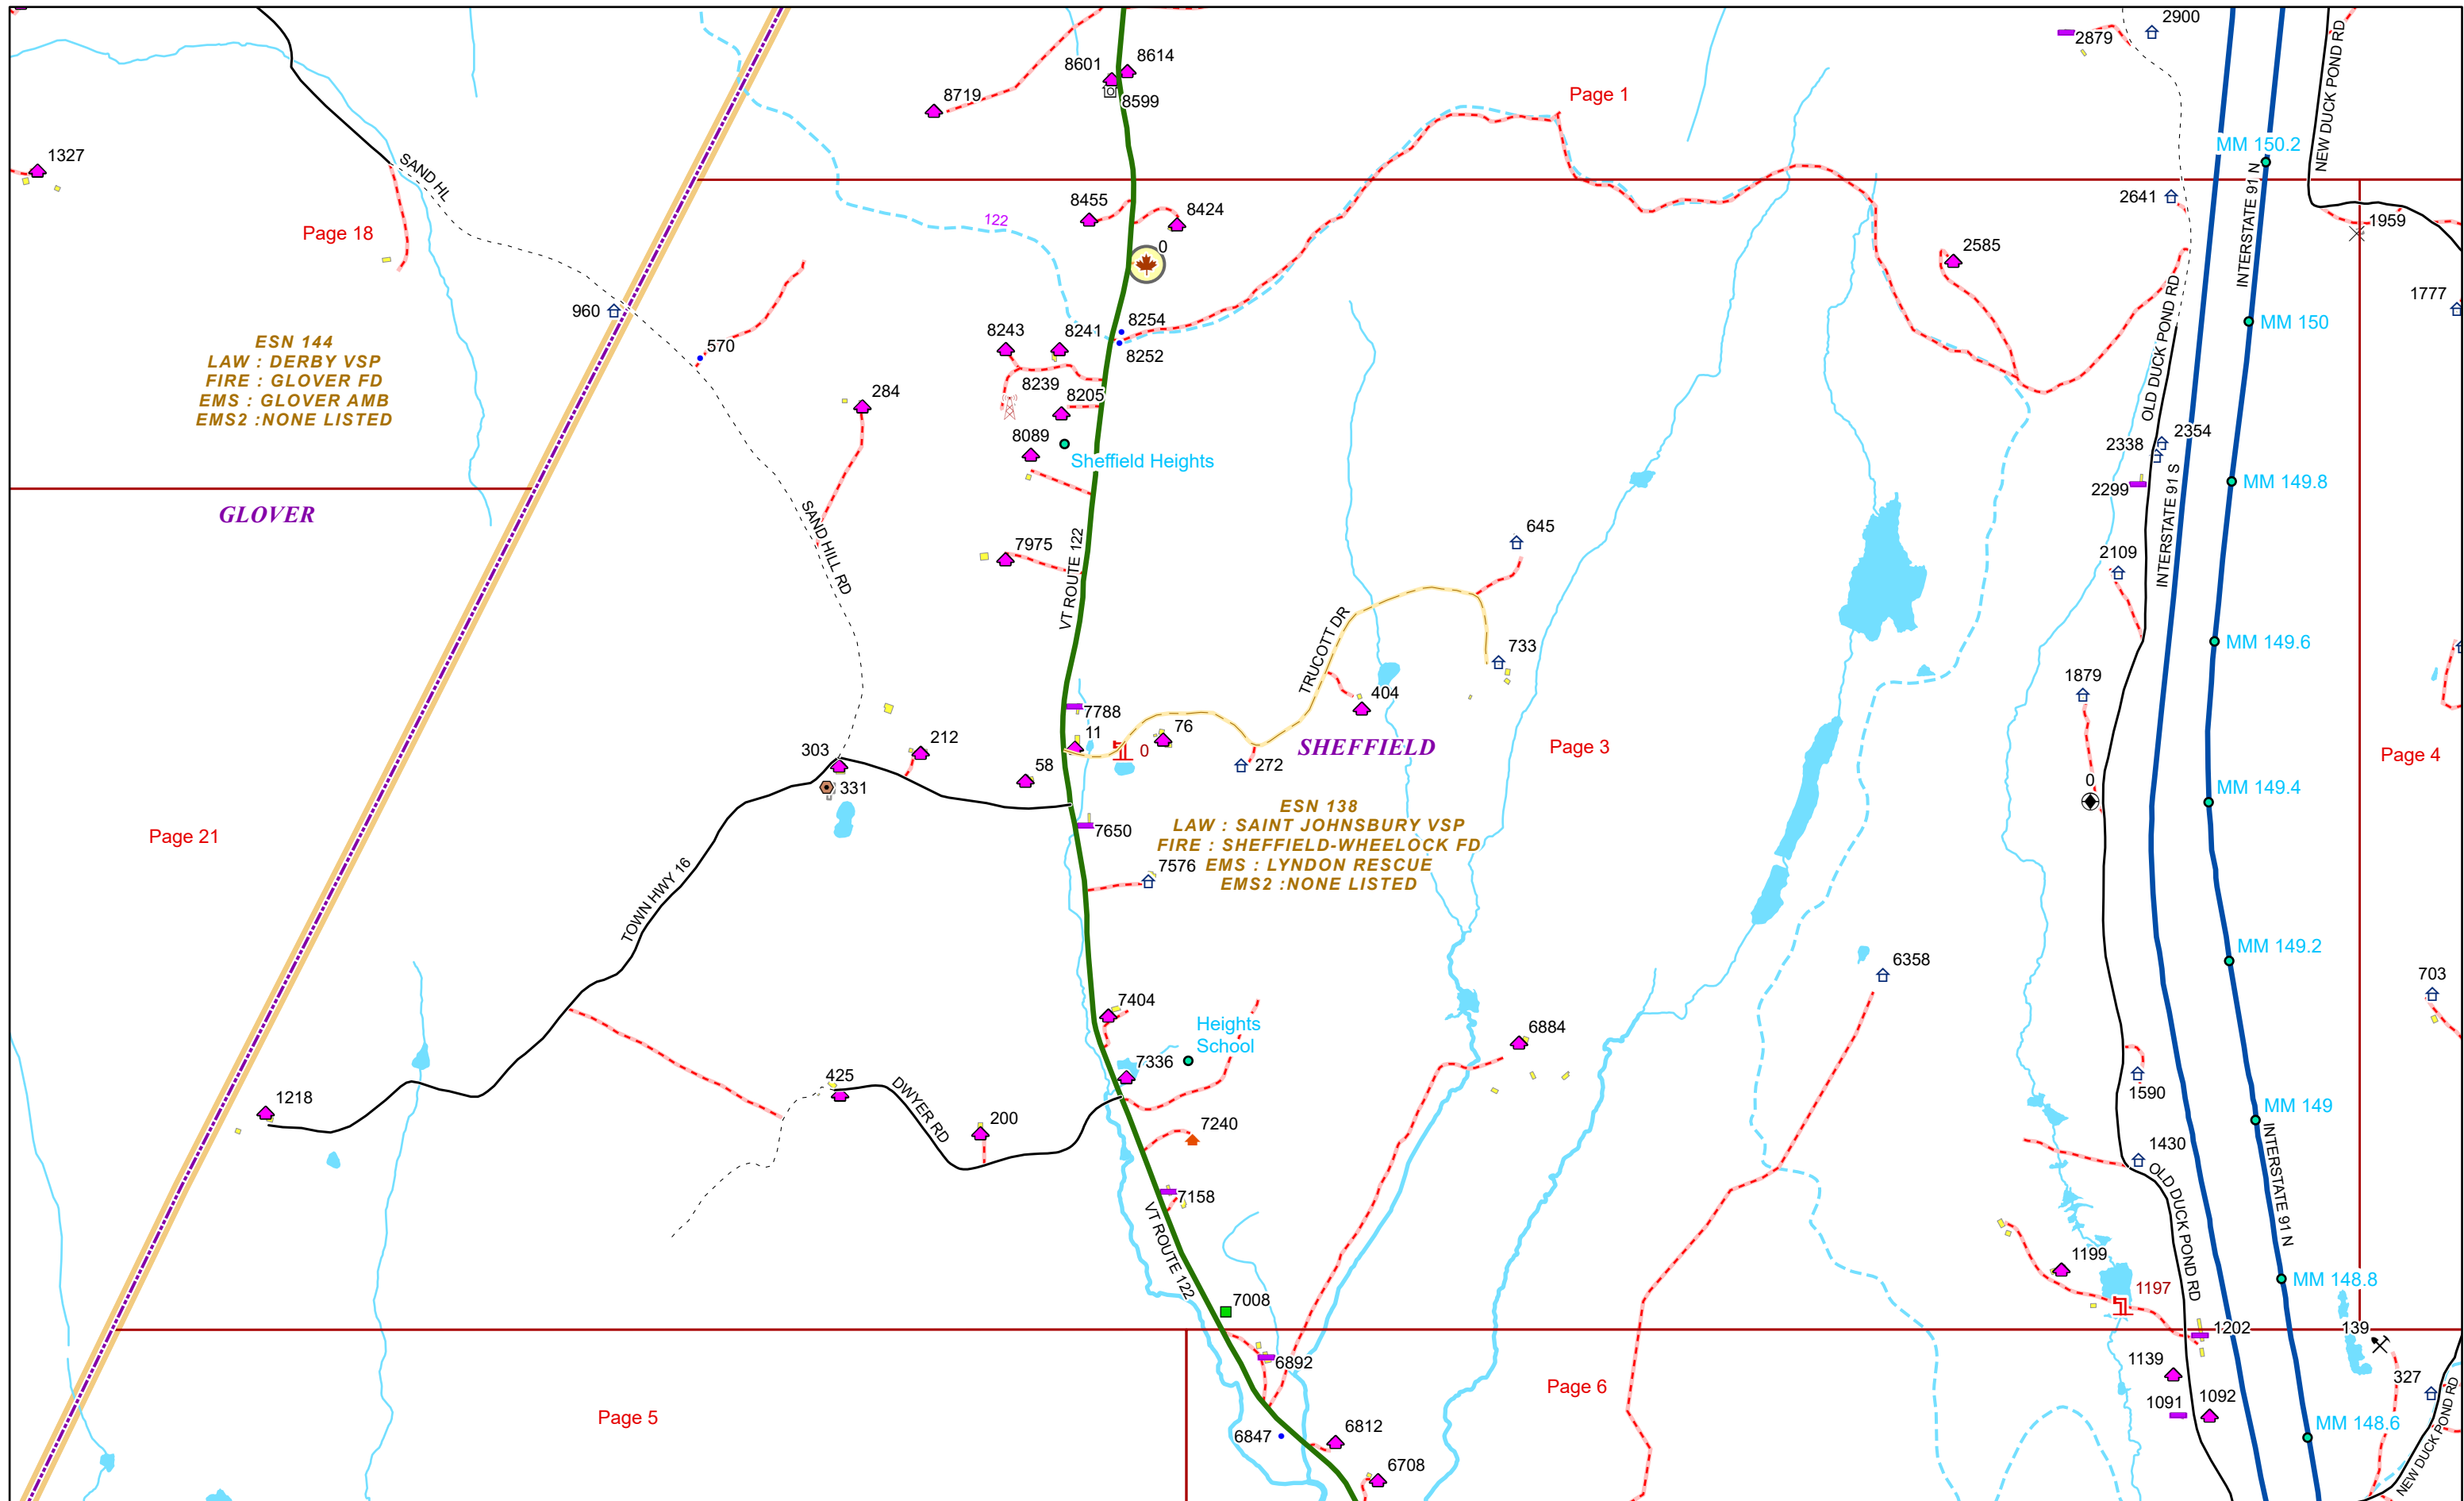 2900
2879
NEW DUCK POND RD
8614
8601
8599
8719
Page 1
MM 150.2
1327
SAND HL
INTERSTATE 91 N
8455
8424
2641
1959
122
Page 18
0
2585
1777
960
8254
MM 150
570
8243
8241
8252
ESN 144
LAW : DERBY VSP
FIRE : GLOVER FD
EMS : GLOVER AMB
EMS2 :NONE LISTED
OLD DUCK POND RD
8239
284
8205
8089
2354
2338
Sheffield Heights
MM 149.8
2299
INTERSTATE 91 S
GLOVER
SAND HILL RD
645
7975
2109
VT ROUTE 122
TRUCOTT DR
MM 149.6
733
1879
404
7788
11
76
SHEFFIELD
Page 3
Page 4
303
212
0
58
272
331
0
MM 149.4
ESN 138
LAW : SAINT JOHNSBURY VSP
FIRE : SHEFFIELD-WHEELOCK FD
EMS : LYNDON RESCUE
EMS2 :NONE LISTED
7650
Page 21
7576
TOWN HWY 16
MM 149.2
6358
703
7404
Heights
School
6884
7336
425
1590
MM 149
1218
DWYER RD
200
7240
1430
INTERSTATE 91 N
OLD DUCK POND RD
7158
VT ROUTE 122
1199
MM 148.8
1197
7008
1202
139
6892
1139
327
Page 6
Page 5
1091
1092
NEW DUCK POND RD
6847
6812
MM 148.6
6708